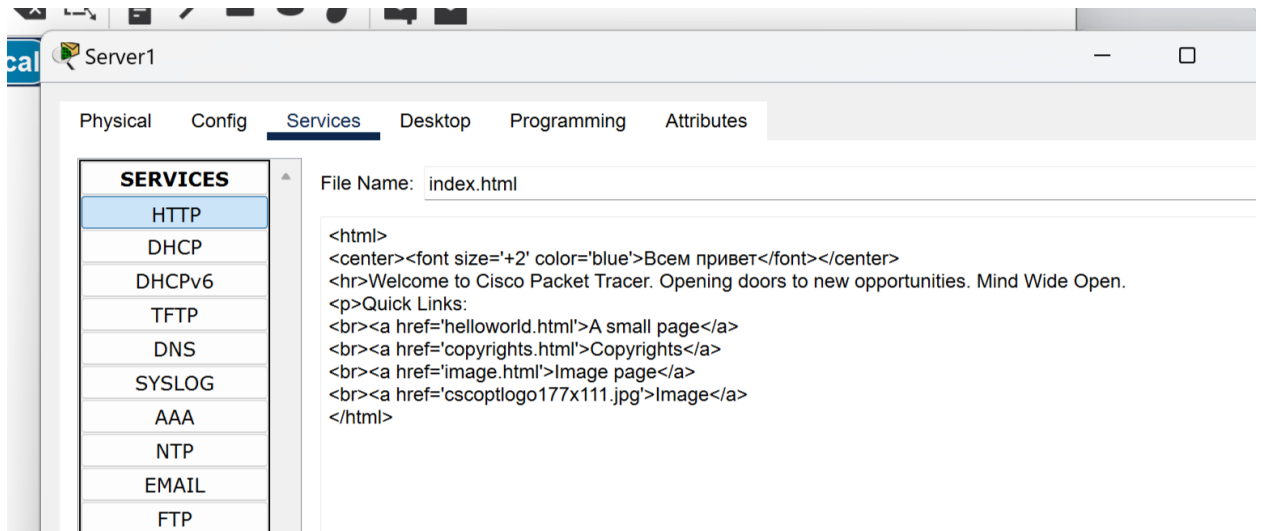 cal
Server1
Physical Config Services Desktop Programming Attributes
SERVICES
HTTP
DHCP
DHCPv6
TFTP
DNS
SYSLOG
AAA
NTP
EMAIL
FTP
File Name: index.html
<html>
<center><font size='+2' color='blue'>Всем привет</font></center>
<hr>Welcome to Cisco Packet Tracer. Opening doors to new opportunities. Mind Wide Open.
<p>Quick Links:
<br><a href='helloworld.html'>A small page</a>
<br><a href='copyrights.html'>Copyrights</a>
<br><a href='image.html'>Image page</a>
<br><a href='cscoptlogo177x111.jpg'>Image</a>
</html>